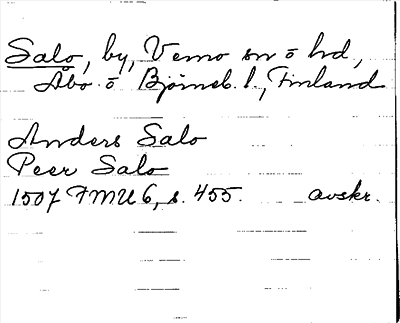 Salo, by, Vemo sn o hd,
Åbo o Björneb. l., Finland
Anders Salo
Peer Salo
1507 FMU 6, s. 455. avskr.